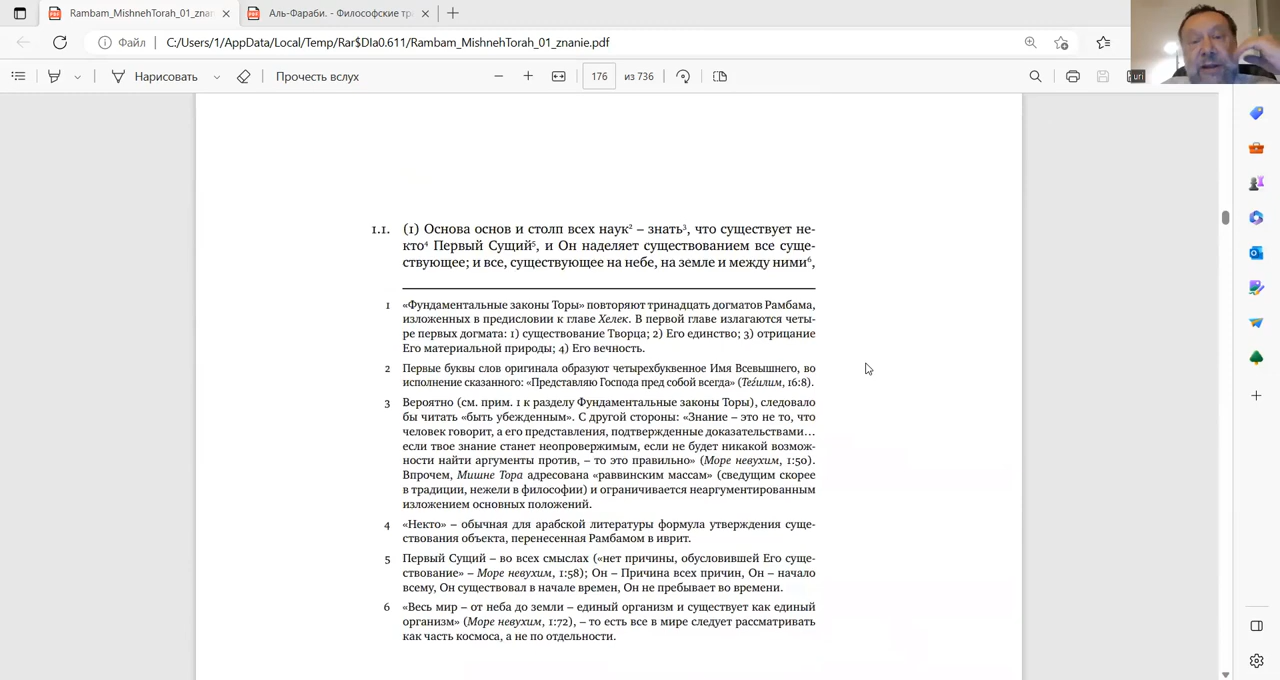 Rambam_MishnehTorah_01_zna
Аль-Фараби. - Философские тр
Файл
C:/Users/1/AppData/Local/Temp/Rar$DIa0.611/Rambam_MishnehTorah_01_znanie.pdf
Нарисовать
Прочесть вслух
176 из 736
uri
1.1. (1) Основа основ и столп всех наук2 – знать3, что существует не-
кто4 Первый Сущий5, и Он наделяет существованием все суще-
ствующее; и все, существующее на небе, на земле и между ними6,
1 «Фундаментальные законы Торы» повторяют тринадцать догматов Рамбама,
изложенных в предисловии к главе Хелек. В первой главе излагаются четы-
ре первых догмата: 1) существование Творца; 2) Его единство; 3) отрицание
Его материальной природы; 4) Его вечность.
2 Первые буквы слов оригинала образуют четырехбуквенное Имя Всевышнего, во
исполнение сказанного: «Представляю Господа пред собой всегда» (Теѓилим, 16:8).
3 Вероятно (см. прим. 1 к разделу Фундаментальные законы Торы), следовало
бы читать «быть убежденным». С другой стороны: «Знание – это не то, что
человек говорит, а его представления, подтвержденные доказательствами…
если твое знание станет неопровержимым, если не будет никакой возмож-
ности найти аргументы против, – то это правильно» (Море невухим, 1:50).
Впрочем, Мишне Тора адресована «раввинским массам» (сведущим скорее
в традиции, нежели в философии) и ограничивается неаргументированным
изложением основных положений.
4 «Некто» – обычная для арабской литературы формула утверждения суще-
ствования объекта, перенесенная Рамбамом в иврит.
5 Первый Сущий – во всех смыслах («нет причины, обусловившей Его суще-
ствование» – Море невухим, 1:58); Он – Причина всех причин, Он – начало
всему, Он существовал в начале времен, Он не пребывает во времени.
6 «Весь мир – от неба до земли – единый организм и существует как единый
организм» (Море невухим, 1:72), – то есть все в мире следует рассматривать
как часть космоса, а не по отдельности.